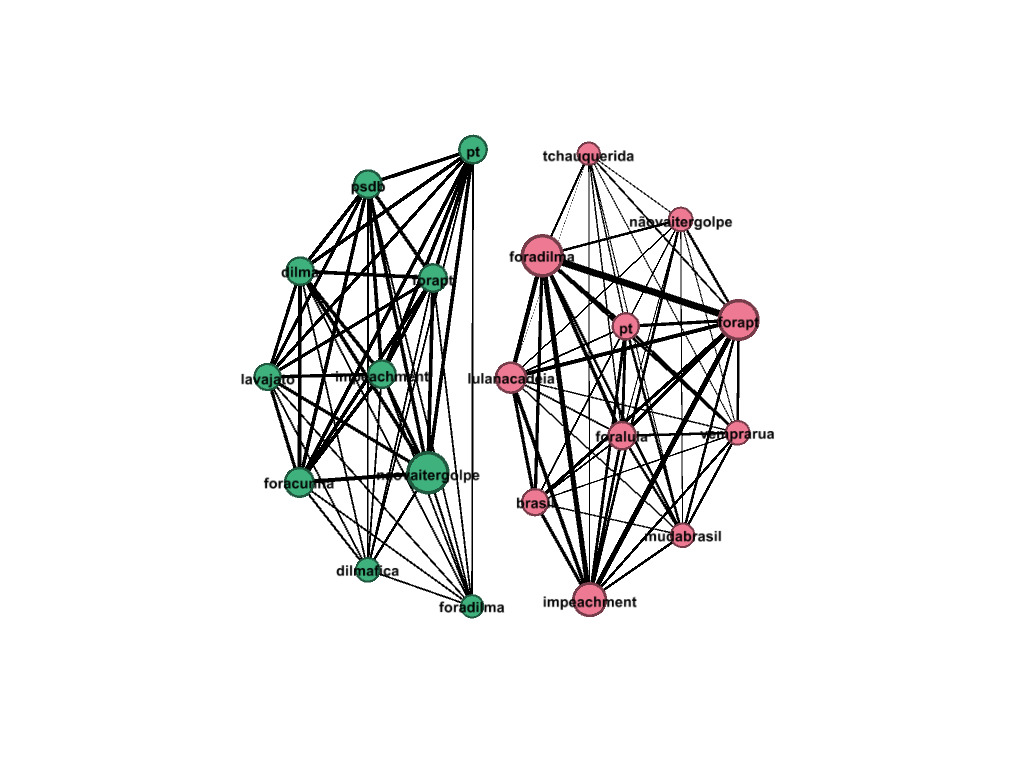 pt
psdb
dilma
forapt
lavajato
impeachment
foracunha
naovaitergolpe
dilmafica
foradilma
tchauquerida
nãovaitergolpe
foradilma
forapt
pt
lulanacadeia
foralula
vemprarua
brasil
mudabrasil
impeachment